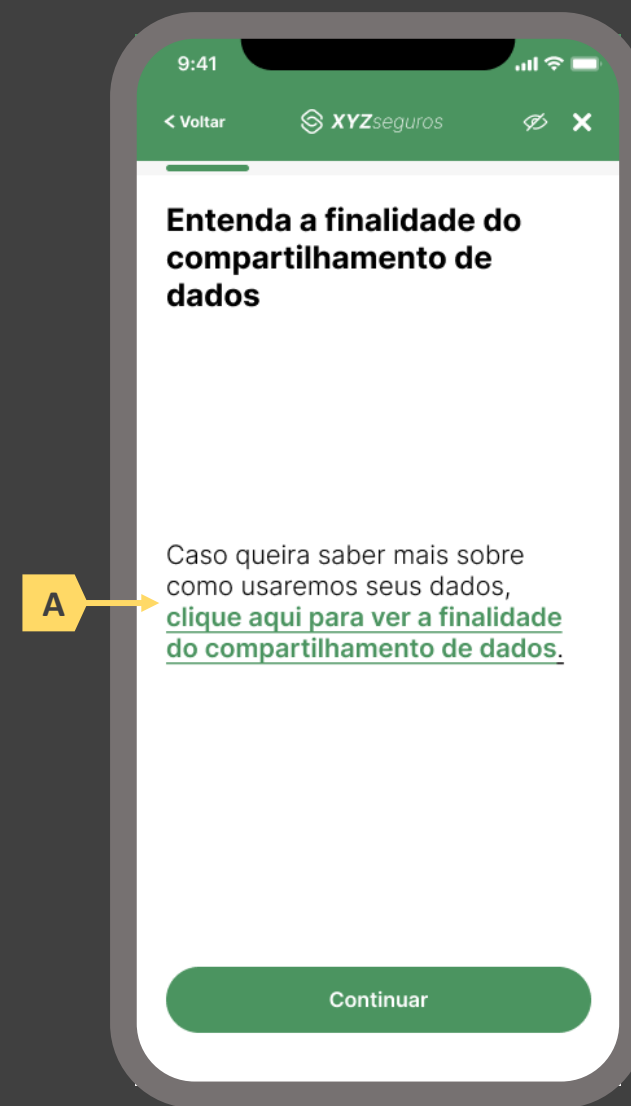 9:41
< Voltar
XYZseguros
Entenda a finalidade do
compartilhamento de
dados
Caso queira saber mais sobre
como usaremos seus dados,
clique aqui para ver a finalidade
do compartilhamento de dados.
A
Continuar